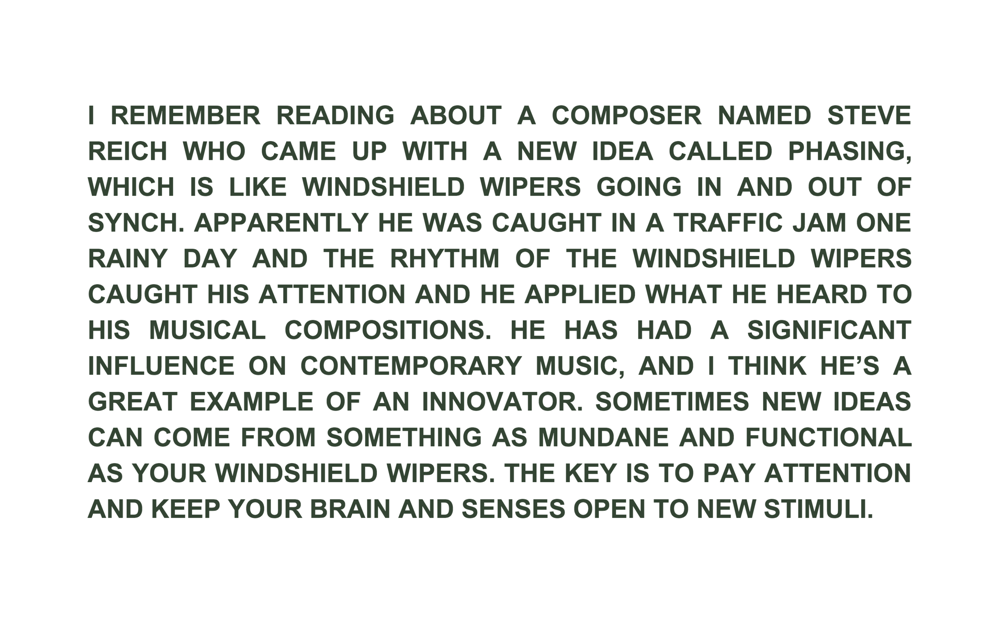 I REMEMBER READING ABOUT A COMPOSER NAMED STEVE
REICH WHO CAME UP WITH A NEW IDEA CALLED PHASING,
WHICH IS LIKE WINDSHIELD WIPERS GOING IN AND OUT OF
SYNCH. APPARENTLY HE WAS CAUGHT IN A TRAFFIC JAM ONE
RAINY DAY AND THE RHYTHM OF THE WINDSHIELD WIPERS
CAUGHT HIS ATTENTION AND HE APPLIED WHAT HE HEARD TO
HIS MUSICAL COMPOSITIONS. HE HAS HAD A SIGNIFICANT
INFLUENCE ON CONTEMPORARY MUSIC, AND I THINK HE’S A
GREAT EXAMPLE OF AN INNOVATOR. SOMETIMES NEW IDEAS
CAN COME FROM SOMETHING AS MUNDANE AND FUNCTIONAL
AS YOUR WINDSHIELD WIPERS. THE KEY IS TO PAY ATTENTION
AND KEEP YOUR BRAIN AND SENSES OPEN TO NEW STIMULI.